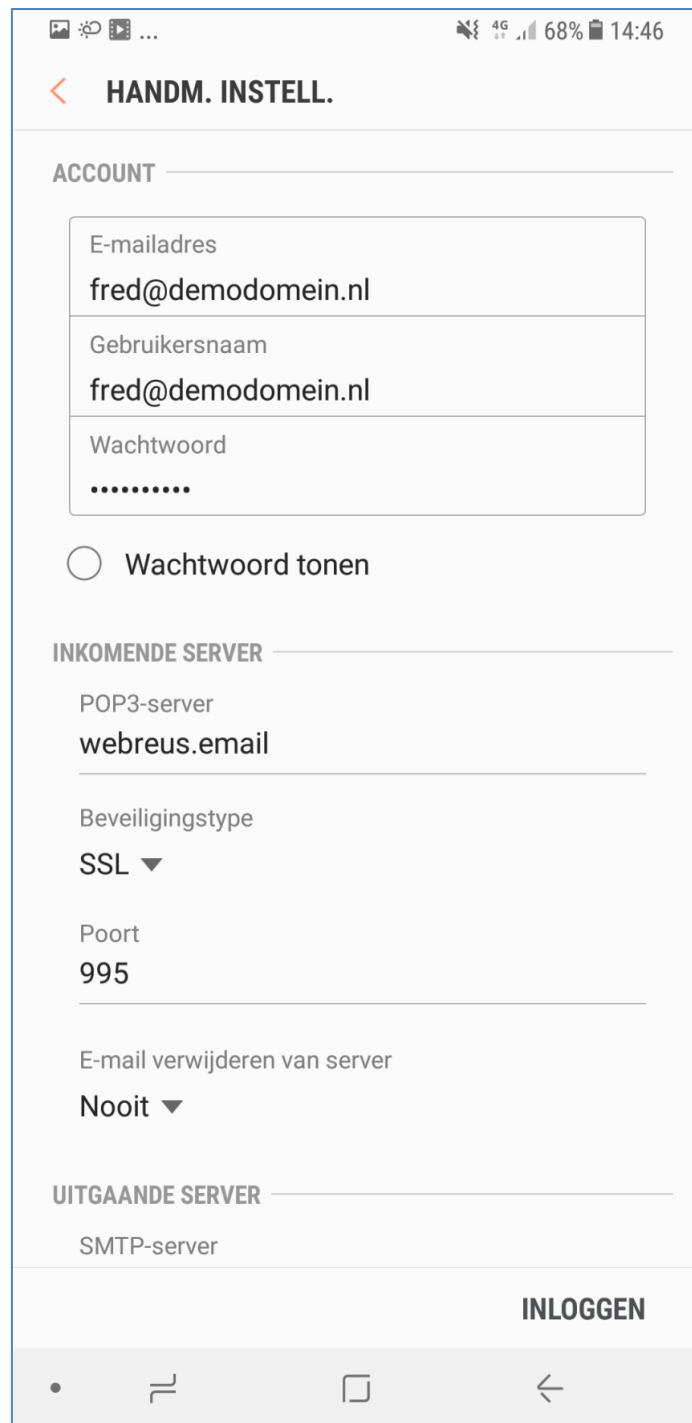 ... 4G 68% 14:46
HANDM. INSTELL.
ACCOUNT
E-mailadres
fred@demodomein.nl
Gebruikersnaam
fred@demodomein.nl
Wachtwoord
••••••••••
Wachtwoord tonen
INKOMENDE SERVER
POP3-server
webreus.email
Beveiligingstype
SSL
Poort
995
E-mail verwijderen van server
Nooit
UITGAANDE SERVER
SMTP-server
INLOGGEN